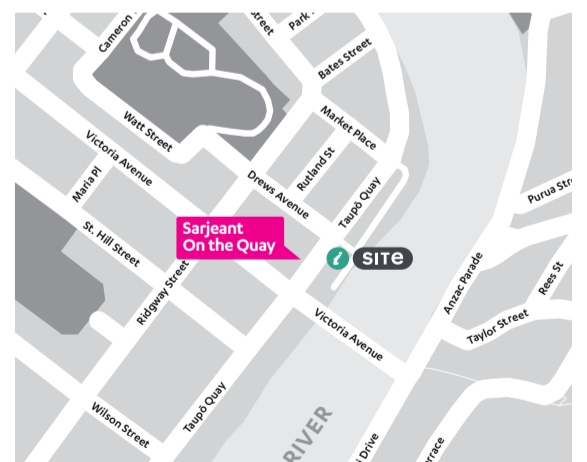 Cameron
Street
Park
Bates Street
Watt Street
Market Place
Victoria Avenue
Rutland St
Maria Pl
Drews Avenue
Taupō Quay
Purua Str
St. Hill Street
Sarjeant
On the Quay
i SITe
Ridgway Street
Anzac Parade
Rees St
Victoria Avenue
Taylor Street
Taupō Quay
Wilson Street
RIVER
Drive